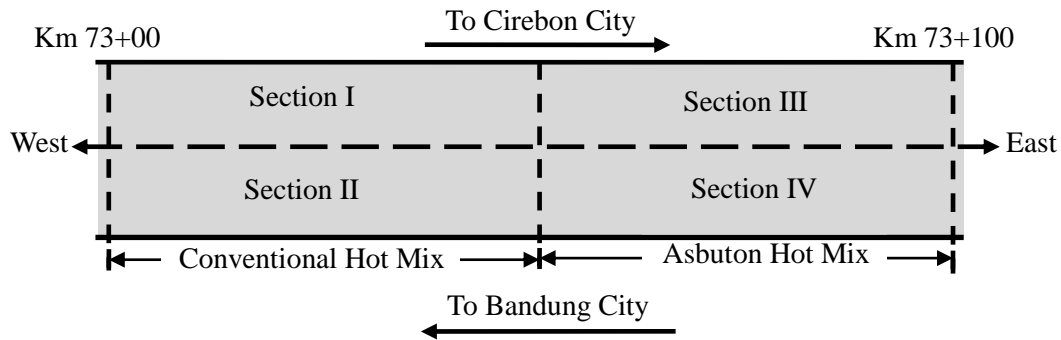 To Cirebon City
Km 73+00
Km 73+100
Section I
Section III
West
East
Section II
Section IV
Conventional Hot Mix
Asbuton Hot Mix
To Bandung City